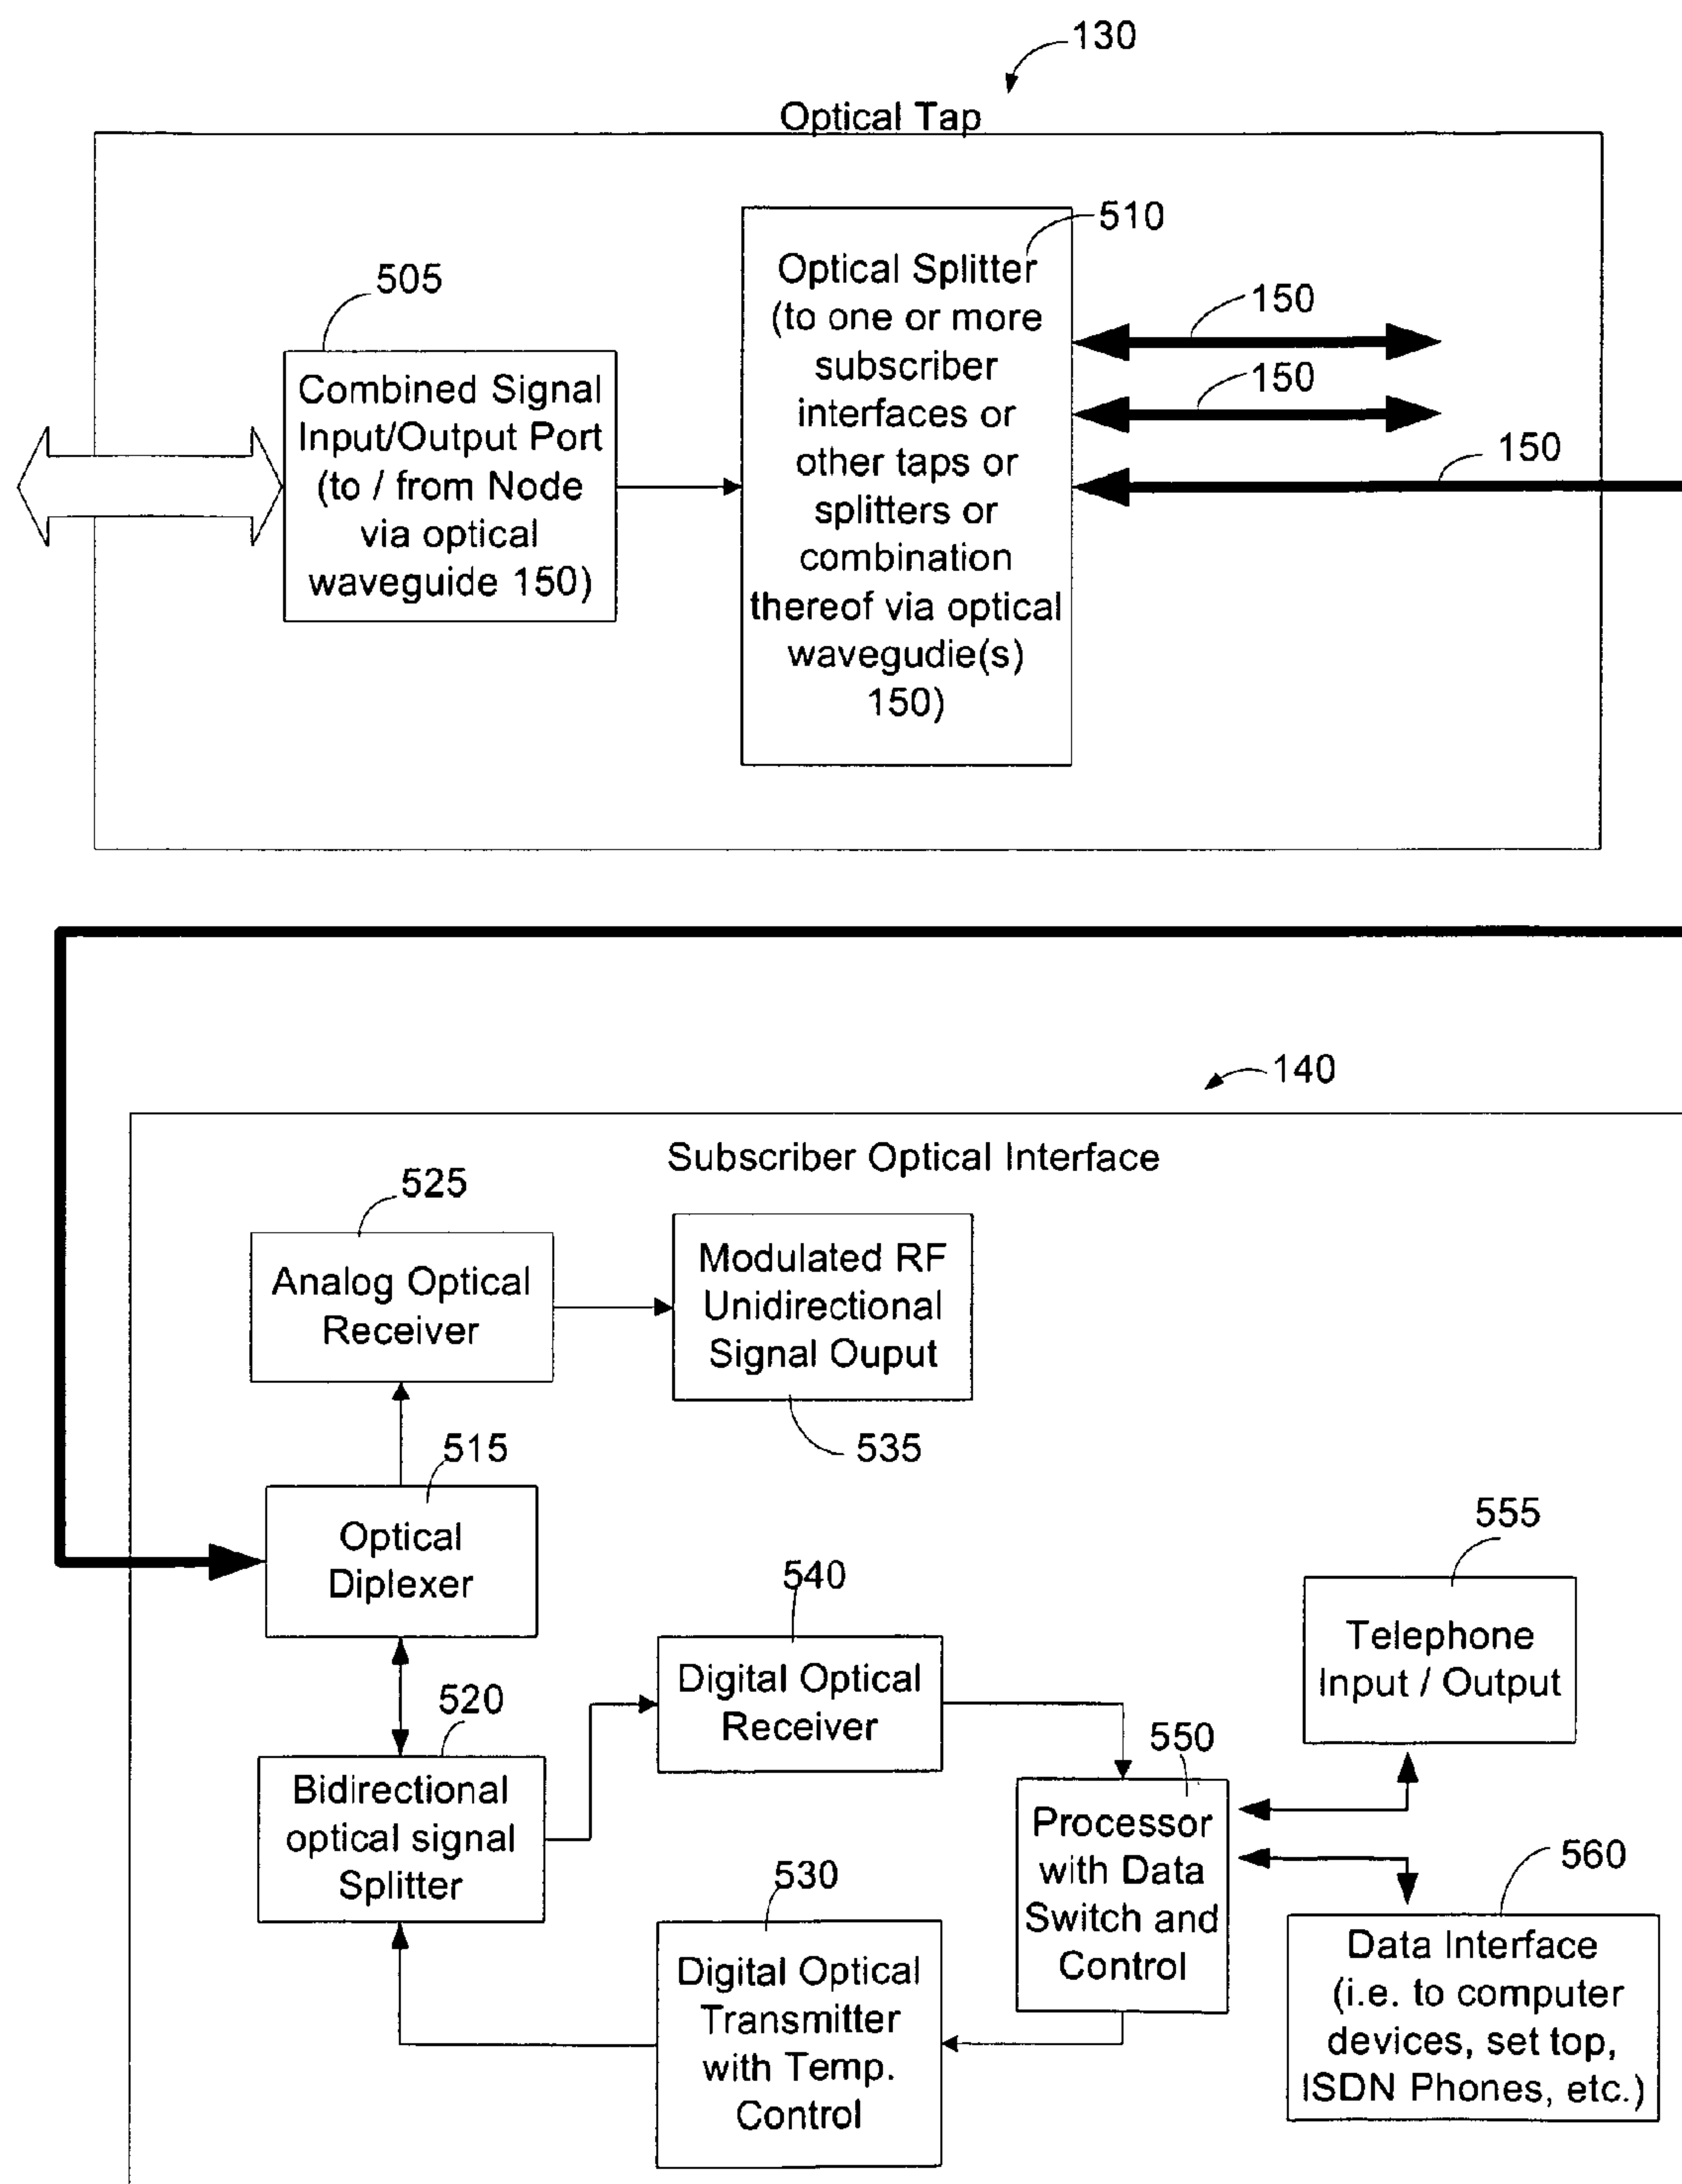 130
Optical Tap
510
505
Optical Splitter
(to one or more
subscriber
interfaces or
other taps or
splitters or
combination
thereof via optical
wavegudie(s)
150)
150
150
150
Combined Signal
Input/Output Port
(to / from Node
via optical
waveguide 150)
140
Subscriber Optical Interface
525
Analog Optical
Receiver
Modulated RF
Unidirectional
Signal Ouput
535
515
Optical
Diplexer
540
Digital Optical
Receiver
555
Telephone
Input / Output
520
Bidirectional
optical signal
Splitter
550
Processor
with Data
Switch and
Control
530
Digital Optical
Transmitter
with Temp.
Control
560
Data Interface
(i.e. to computer
devices, set top,
ISDN Phones, etc.)